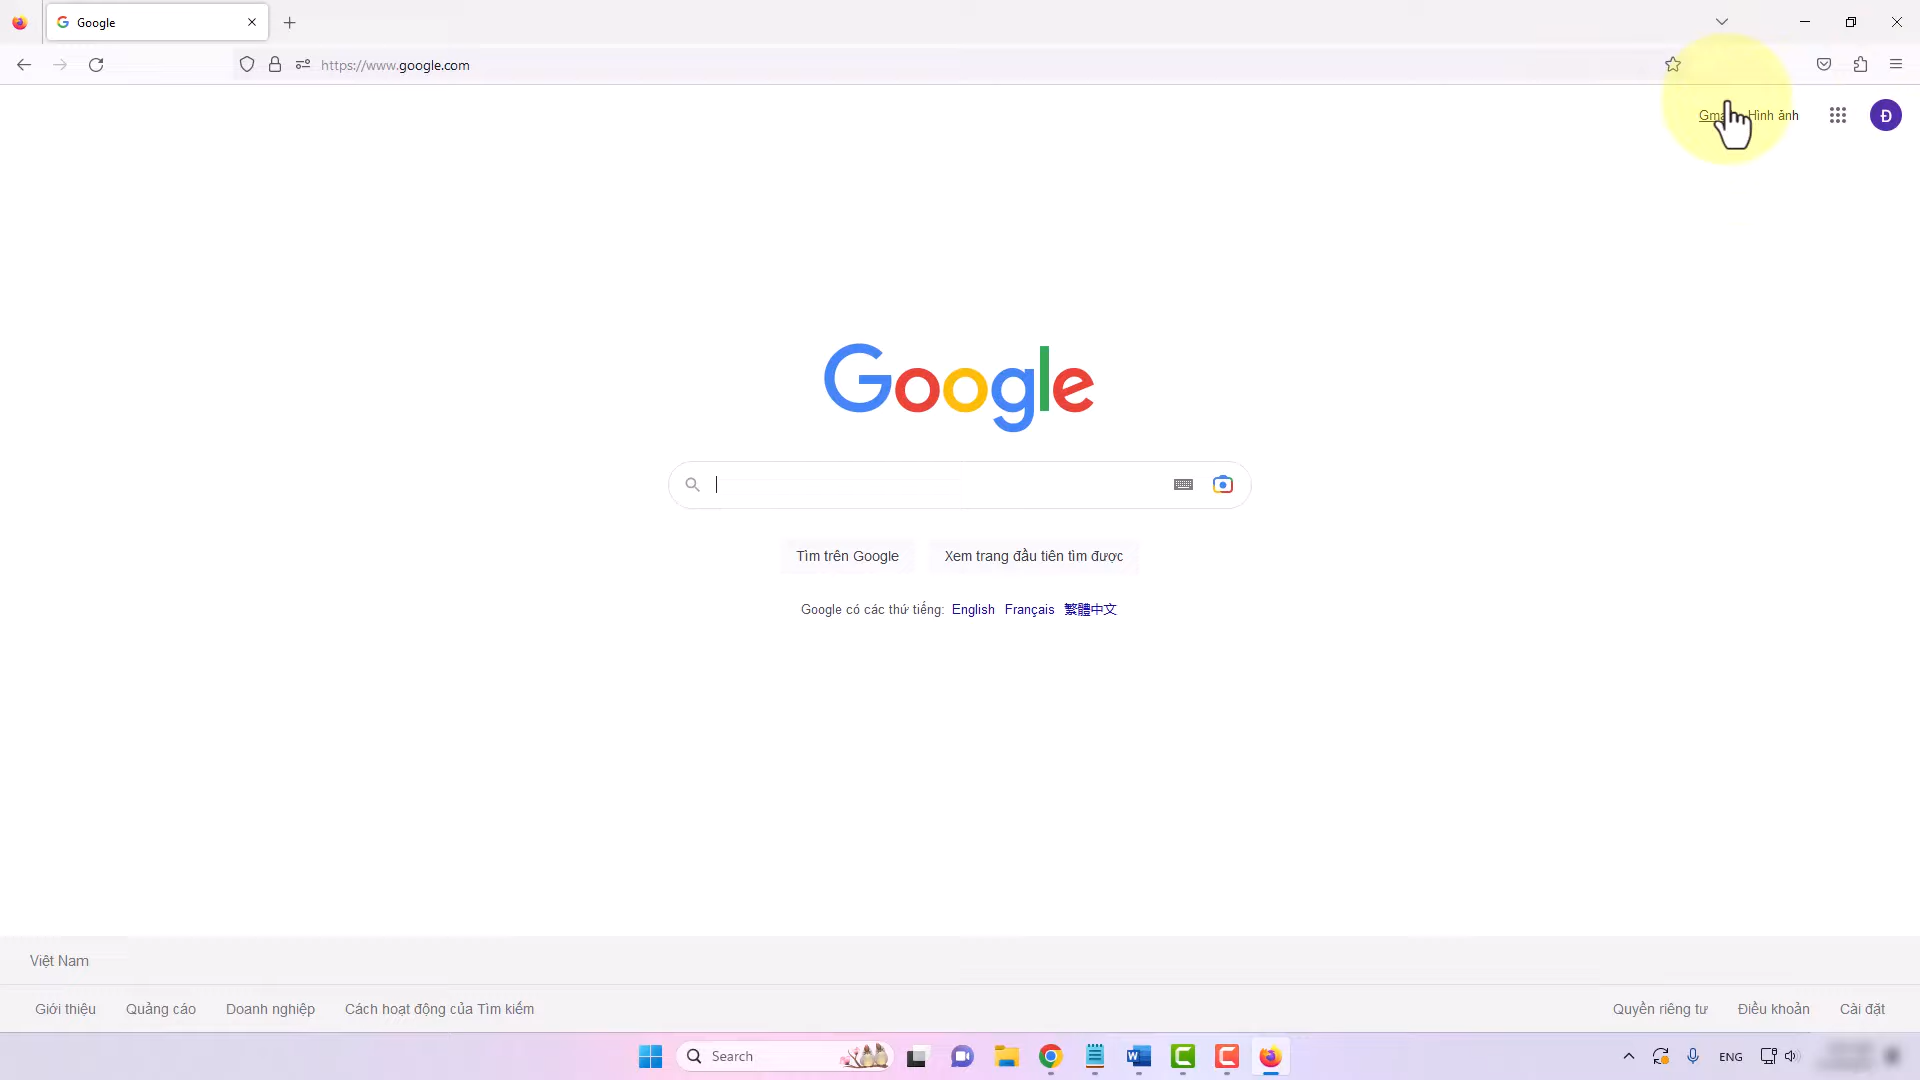 Google
https://www.google.com
Hình ảnh
Đ
Google
Tìm trên Google
Xem trang đầu tiên tìm được
Google có các thứ tiếng: English Français 繁體中文
Việt Nam
Giới thiệu Quảng cáo Doanh nghiệp Cách hoạt động của Tìm kiếm
Quyền riêng tư Điều khoản Cài đặt
Search
ENG